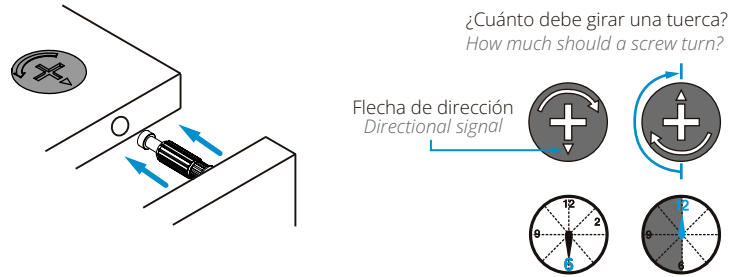 ¿Cuánto debe girar una tuerca?
How much should a screw turn?
Flecha de dirección
Directional signal
12
2
9
6
12
9
6